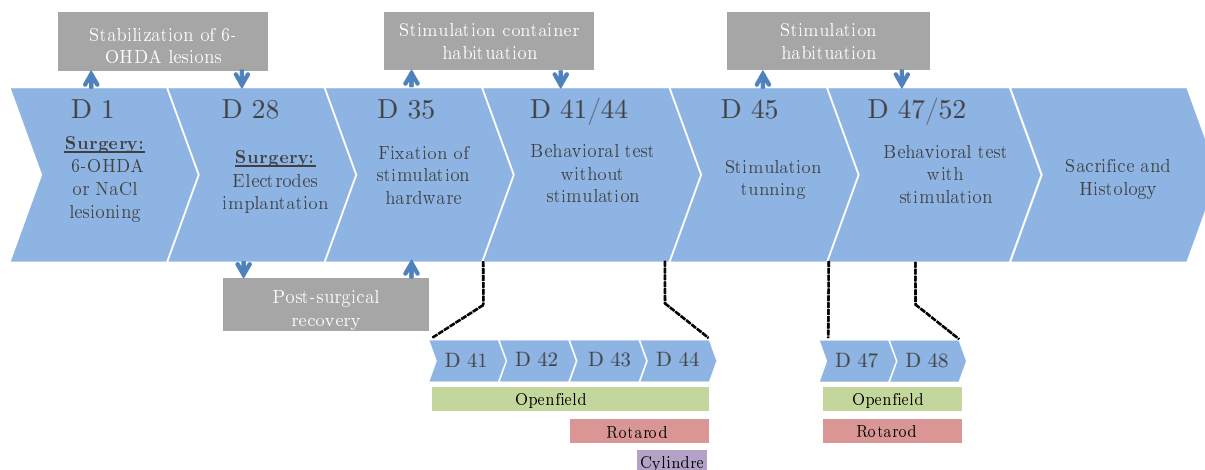 Stabilization of 6-
OHDA lesions
Stimulation container
habituation
Stimulation
habituation
D 1
Surgery:
6-OHDA
or NaCl
lesioning
D 28
Surgery:
Electrodes
implantation
D 35
Fixation of
stimulation
hardware
D 41/44
Behavioral test
without
stimulation
D 45
Stimulation
tunning
D 47/52
Behavioral test
with
stimulation
Sacrifice and
Histology
Post-surgical
recovery
D 41
D 42
D 43
D 44
Openfield
Rotarod
Cylindre
D 47
D 48
Openfield
Rotarod